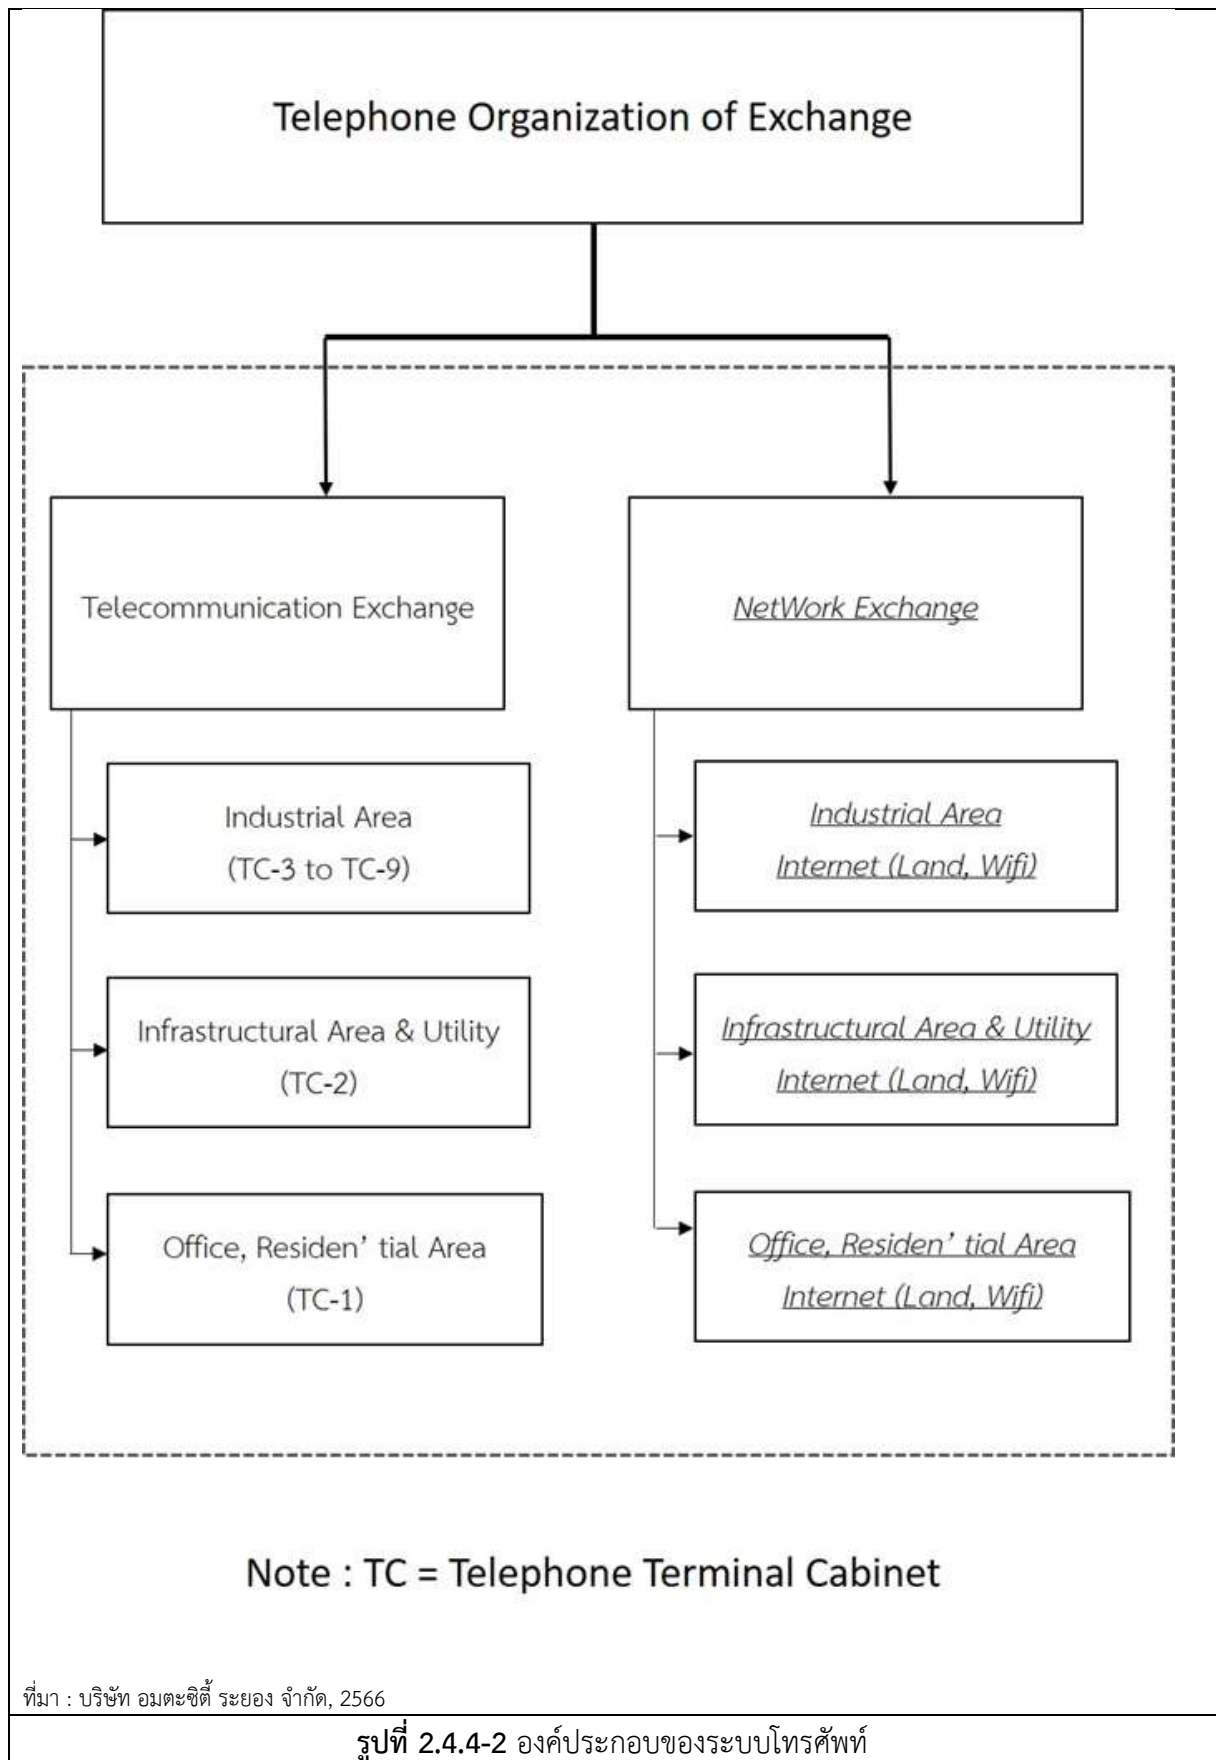 Telephone Organization of Exchange
Telecommunication Exchange
NetWork Exchange
Industrial Area
(TC-3 to TC-9)
Industrial Area
Internet (Land, Wifi)
Infrastructural Area & Utility
(TC-2)
Infrastructural Area & Utility
Internet (Land, Wifi)
Office, Residen’ tial Area
(TC-1)
Office, Residen’ tial Area
Internet (Land, Wifi)
Note : TC = Telephone Terminal Cabinet
ที่มา : บริษัท อมตะซิตี้ ระยอง จำกัด, 2566
รูปที่ 2.4.4-2 องค์ประกอบของระบบโทรศัพท์